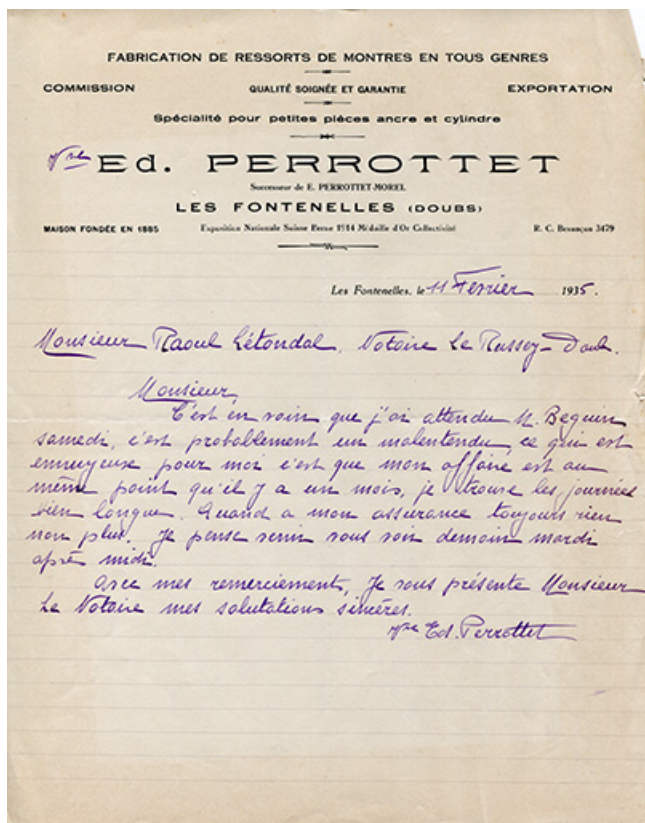 FABRICATION DE RESSORTS DE MONTRES EN TOUS GENRES
COMMISSION QUALITÉ SOIGNÉE ET GARANTIE EXPORTATION
Spécialité pour petites pièces ancre et cylindre
Vve Ed. PERROTTET
Successeur de E. PERROTTET-MOREL
LES FONTENELLES (DOUBS)
MAISON FONDÉE EN 1885 Exposition Nationale Suisse Berne 1914 Médaille d'Or Collectivité R. C. Besançon 3479
Les Fontenelles, le 11 Fevrier 1935.
Monsieur Raoul Létondal, Notaire Le Russey-Doub.
Monsieur
C'est en vain que j'ai attendu M. Beguin
samedi, c'est probablement un malentendu, ce qui est
ennuyeuse pour moi c'est que mon affaire est au
même point qu'il y a un mois, je trouve les journées
bien longue. Quand a mon assurance toujours rien
non plus. Je pense venir vous voir demain mardi
après midi.
Avec mes remerciement, Je vous présente Monsieur
Le Notaire mes salutations sincères.
Vve Ed. Perrottet